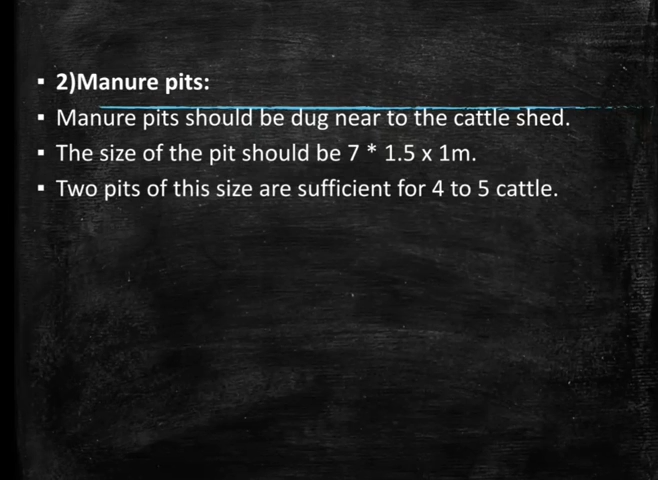 ▪ 2)Manure pits:
▪ Manure pits should be dug near to the cattle shed.
▪ The size of the pit should be 7 * 1.5 x 1m.
▪ Two pits of this size are sufficient for 4 to 5 cattle.